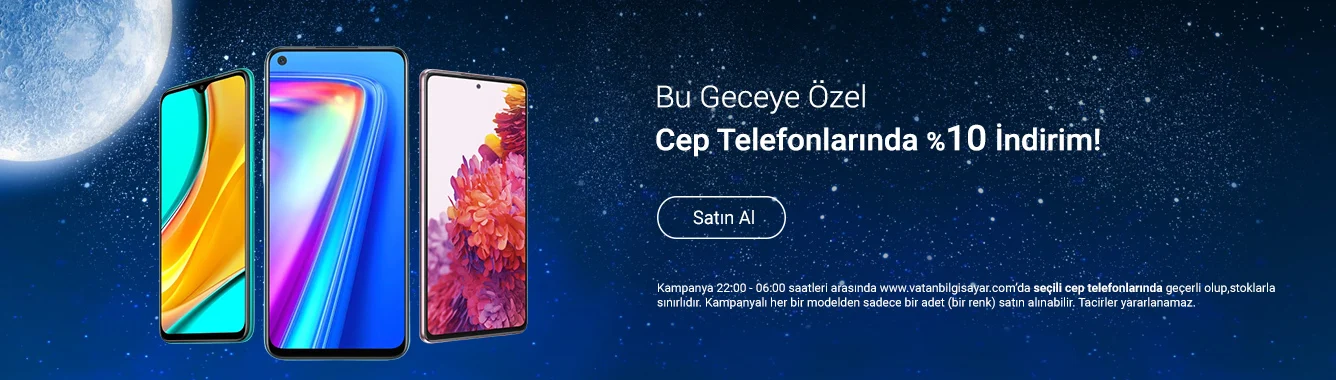 Bu Geceye Özel
Cep Telefonlarında %10 İndirim!
Satın Al
Kampanya 22:00 - 06:00 saatleri arasında www.vatanbilgisayar.com'da seçili cep telefonlarında geçerli olup,stoklarla
sınırlıdır. Kampanyalı her bir modelden sadece bir adet (bir renk) satın alınabilir. Tacirler yararlanamaz.